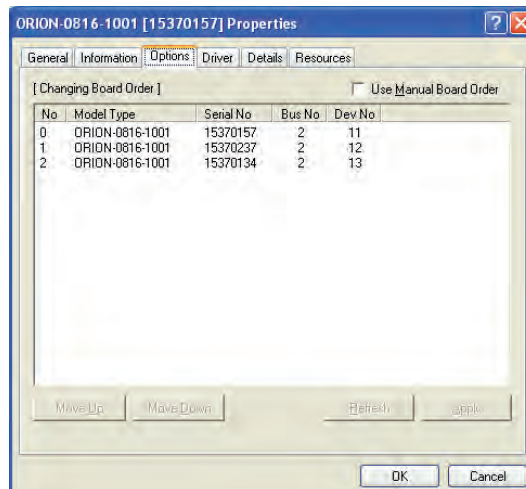 ORION-0816-1001 [15370157] Properties
General Information Options Driver Details Resources
[ Changing Board Order ] Use Manual Board Order
No Model Type Serial No Bus No Dev No
0 ORION-0816-1001 15370157 2 11
1 ORION-0816-1001 15370237 2 12
2 ORION-0816-1001 15370134 2 13
Move Up Move Down Refresh Apply
OK Cancel